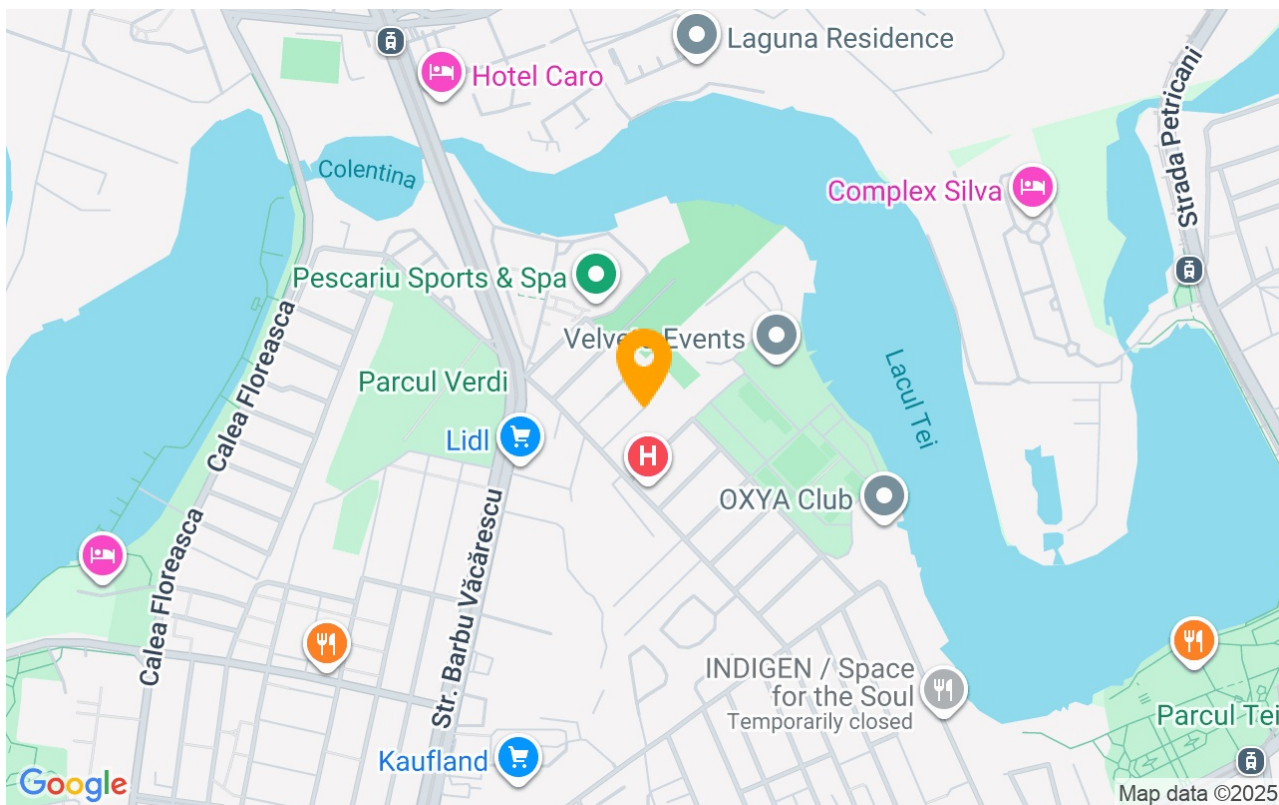 Laguna Residence
Hotel Caro
Strada Petricani
Colentina
Complex Silva
Pescariu Sports & Spa
Calea Floreasca
Events
Parcul Verdi
Lacul Tei
Lidl
H
OXYA Club
Calea Floreasca
Str. Barbu Văcărescu
INDIGEN / Space
for the Soul
Temporarily closed
Parcul Tei
Kaufland
Google
Map data ©2025